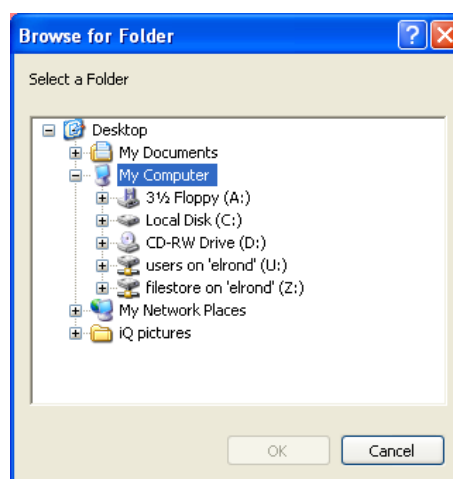 Browse for Folder
Select a Folder
Desktop
My Documents
My Computer
3½ Floppy (A:)
Local Disk (C:)
CD-RW Drive (D:)
users on 'elrond' (U:)
filestore on 'elrond' (Z:)
My Network Places
iQ pictures
OK Cancel